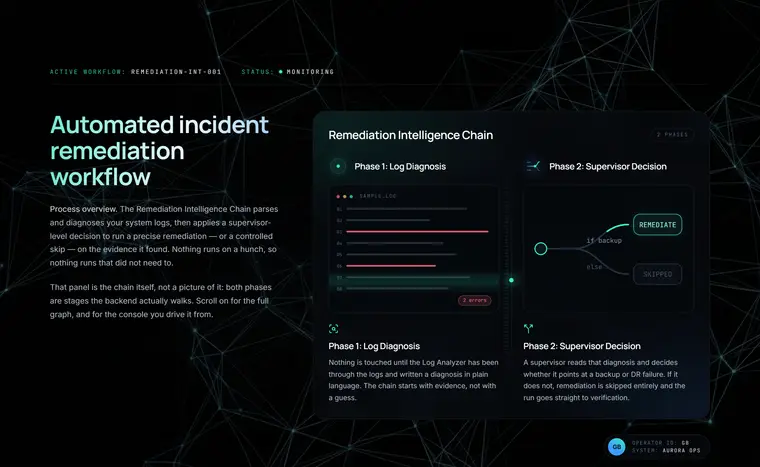 ACTIVE WORKFLOW: REMEDIATION-INT-001 STATUS: MONITORING
Automated incident
remediation
workflow
Process overview. The Remediation Intelligence Chain parses
and diagnoses your system logs, then applies a supervisor-
level decision to run a precise remediation — or a controlled
skip — on the evidence it found. Nothing runs on a hunch, so
nothing runs that did not need to.
That panel is the chain itself, not a picture of it: both phases
are stages the backend actually walks. Scroll on for the full
graph, and for the console you drive it from.
Remediation Intelligence Chain
2 PHASES
Phase 1: Log Diagnosis
SAMPLE.LOG
01
02
03
04
05
06
07
08
2 errors
Phase 1: Log Diagnosis
Nothing is touched until the Log Analyzer has been
through the logs and written a diagnosis in plain
language. The chain starts with evidence, not with
a guess.
Phase 2: Supervisor Decision
REMEDIATE
if backup
else
SKIPPED
Phase 2: Supervisor Decision
A supervisor reads that diagnosis and decides
whether it points at a backup or DR failure. If it
does not, remediation is skipped entirely and the
run goes straight to verification.
GB
OPERATOR ID: GB
SYSTEM: AURORA OPS